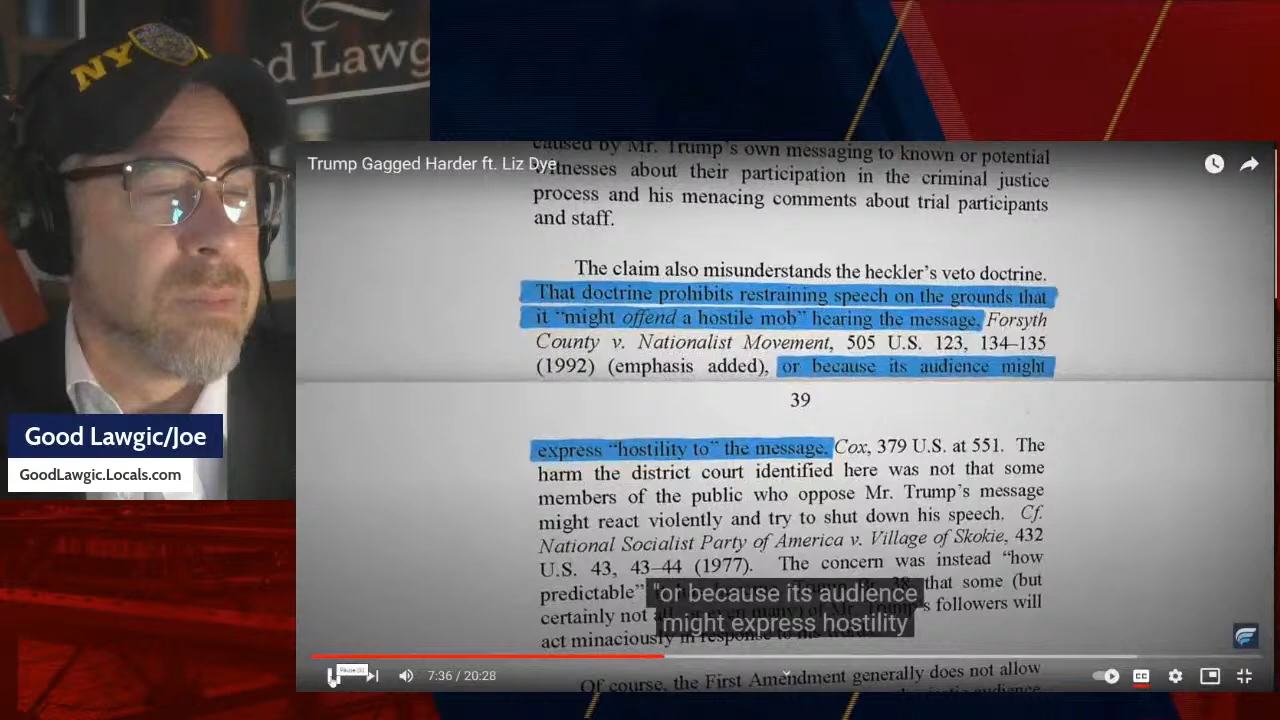 NY
d Lawg
Good Lawgic/Joe
GoodLawgic.Locals.com
Trump Gagged Harder ft. Liz Dye
caused by Mr. Trump's own messaging to known or potential
witnesses about their participation in the criminal justice
process and his menacing comments about trial participants
and staff.
The claim also misunderstands the heckler's veto doctrine.
That doctrine prohibits restraining speech on the grounds that
it "might offend a hostile mob" hearing the message, Forsyth
County v. Nationalist Movement, 505 U.S. 123, 134–135
(1992) (emphasis added), or because its audience might
39
express "hostility to" the message, Cox, 379 U.S. at 551. The
harm the district court identified here was not that some
members of the public who oppose Mr. Trump's message
might react violently and try to shut down his speech. Cf.
National Socialist Party of America v. Village of Skokie, 432
U.S. 43, 43–44 (1977). The concern was instead "how
predictable" that some (but
certainly not Trump's followers will
act minaciously in response to his
Of course, the First Amendment generally does not allow
"or because its audience
might express hostility
Pause (k)
7:36 / 20:28
CC